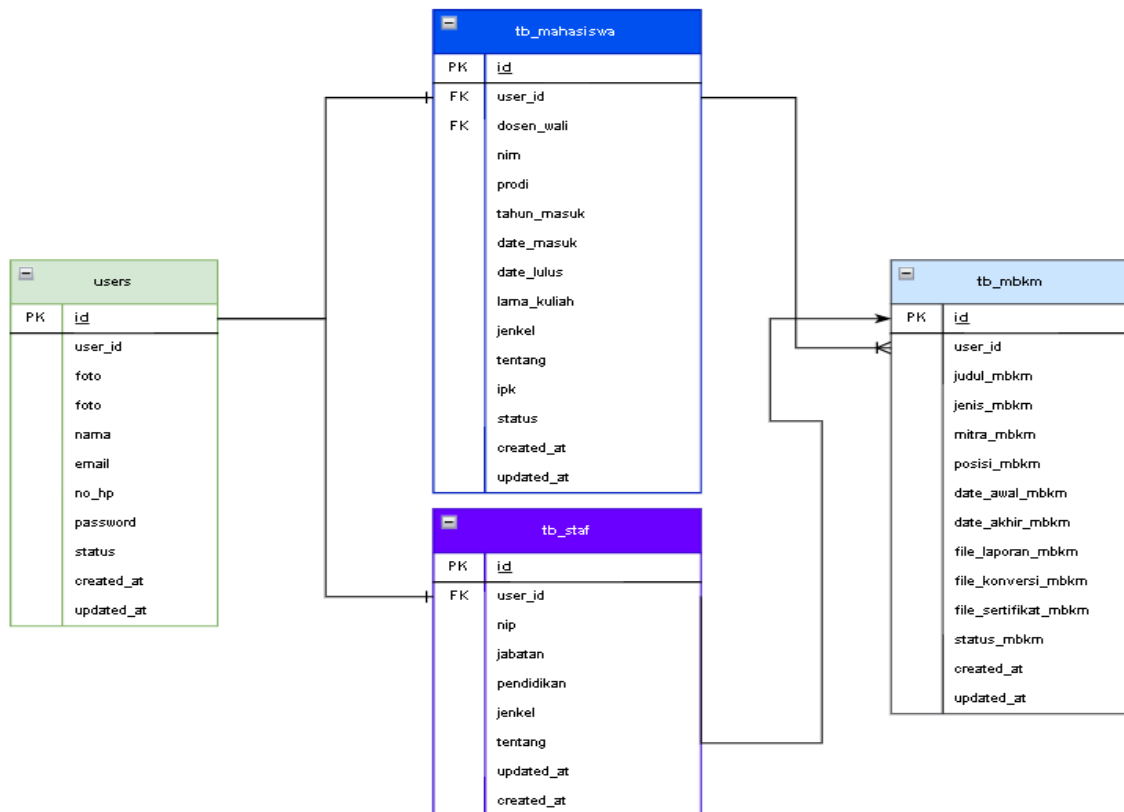 tb_mahasiswa
PK id
FK user_id
FK dosen_wali
nim
prodi
tahun_masuk
date_masuk
date_lulus
lama_kuliah
jenkel
tentang
ipk
status
created_at
updated_at
users
PK id
user_id
foto
foto
nama
email
no_hp
password
status
created_at
updated_at
tb_staf
PK id
FK user_id
nip
jabatan
pendidikan
jenkel
tentang
updated_at
created_at
tb_mbkm
PK id
user_id
judul_mbkm
jenis_mbkm
mitra_mbkm
posisi_mbkm
date_awal_mbkm
date_akhir_mbkm
file_laporan_mbkm
file_konversi_mbkm
file_sertifikat_mbkm
status_mbkm
created_at
updated_at